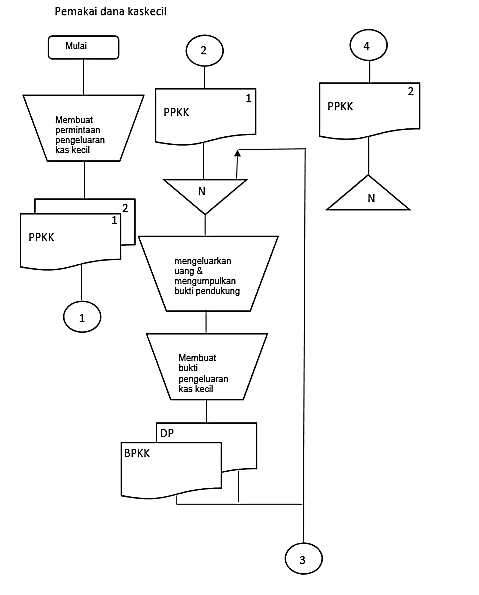 Pemakai dana kaskecil
Mulai
Membuat
permintaan
pengeluaran
kas kecil
2
1
PPKK
1
2
1
PPKK
N
mengeluarkan
uang &
mengumpulkan
bukti pendukung
Membuat
bukti
pengeluaran
kas kecil
DP
BPKK
3
4
2
PPKK
N